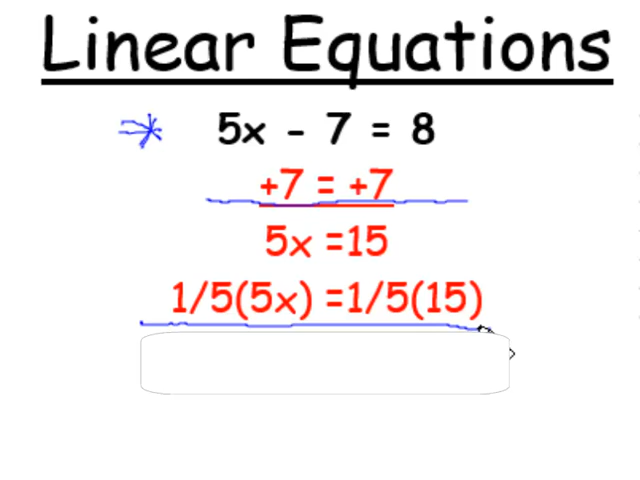 Linear Equations
5x - 7 = 8
+7 = +7
5x =15
1/5(5x) =1/5(15)